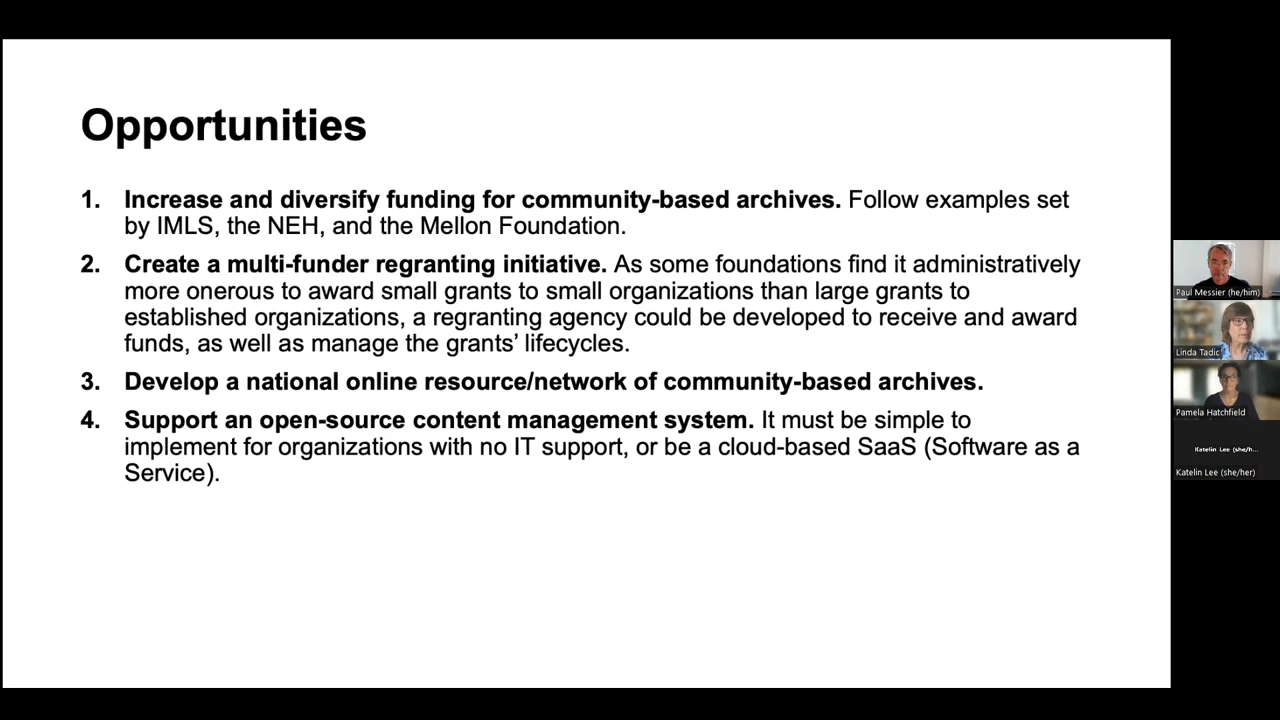 Opportunities
1. Increase and diversify funding for community-based archives. Follow examples set
by IMLS, the NEH, and the Mellon Foundation.
2. Create a multi-funder regranting initiative. As some foundations find it administratively
more onerous to award small grants to small organizations than large grants to
established organizations, a regranting agency could be developed to receive and award
funds, as well as manage the grants’ lifecycles.
3. Develop a national online resource/network of community-based archives.
4. Support an open-source content management system. It must be simple to
implement for organizations with no IT support, or be a cloud-based SaaS (Software as a
Service).
Paul Messier (he/him)
Linda Tadic
Pamela Hatchfield
Katelin Lee (she/h...
Katelin Lee (she/her)